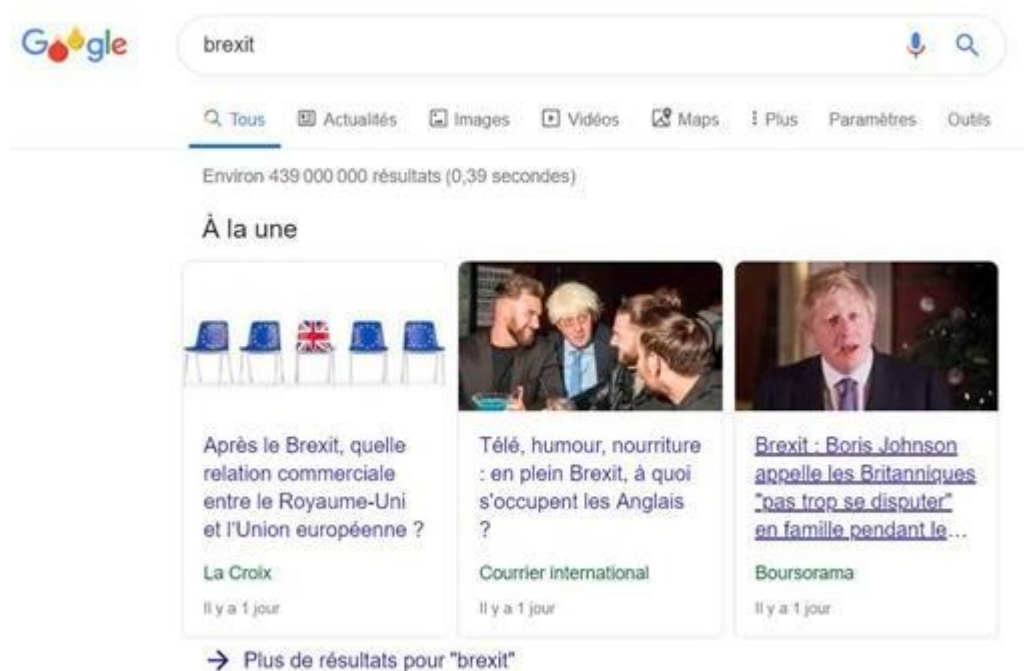 Google
brexit
Tous Actualités Images Vidéos Maps Plus Paramètres Outils
Environ 439 000 000 résultats (0,39 secondes)
À la une
Après le Brexit, quelle
relation commerciale
entre le Royaume-Uni
et l'Union européenne ?
La Croix
Il y a 1 jour
Télé, humour, nourriture
: en plein Brexit, à quoi
s'occupent les Anglais
?
Courrier international
Il y a 1 jour
Brexit : Boris Johnson
appelle les Britanniques
"pas trop se disputer"
en famille pendant le...
Boursorama
Il y a 1 jour
→ Plus de résultats pour "brexit"